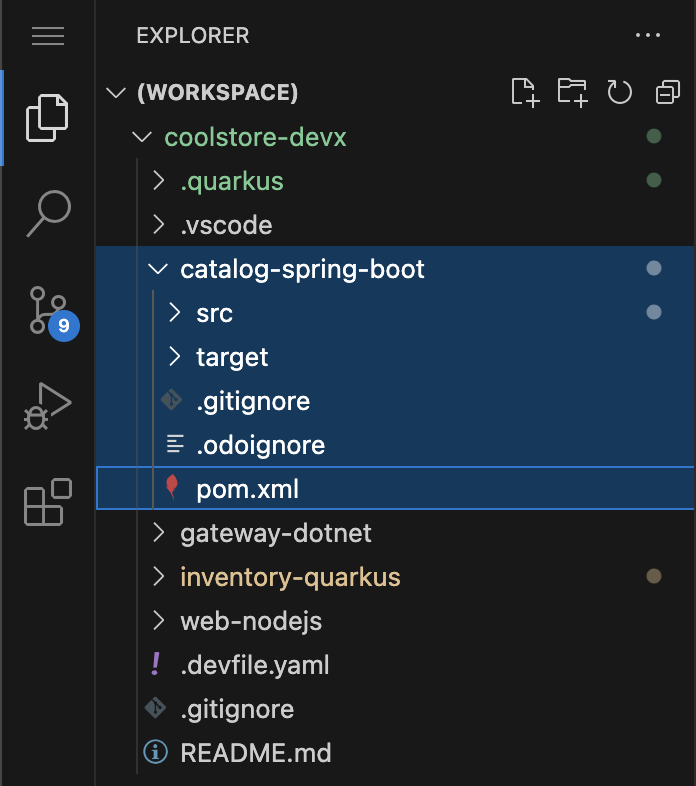 EXPLORER
(WORKSPACE)
coolstore-devx
.quarkus
.vscode
catalog-spring-boot
src
9
target
.gitignore
.odoignore
pom.xml
gateway-dotnet
inventory-quarkus
web-nodejs
.devfile.yaml
.gitignore
README.md